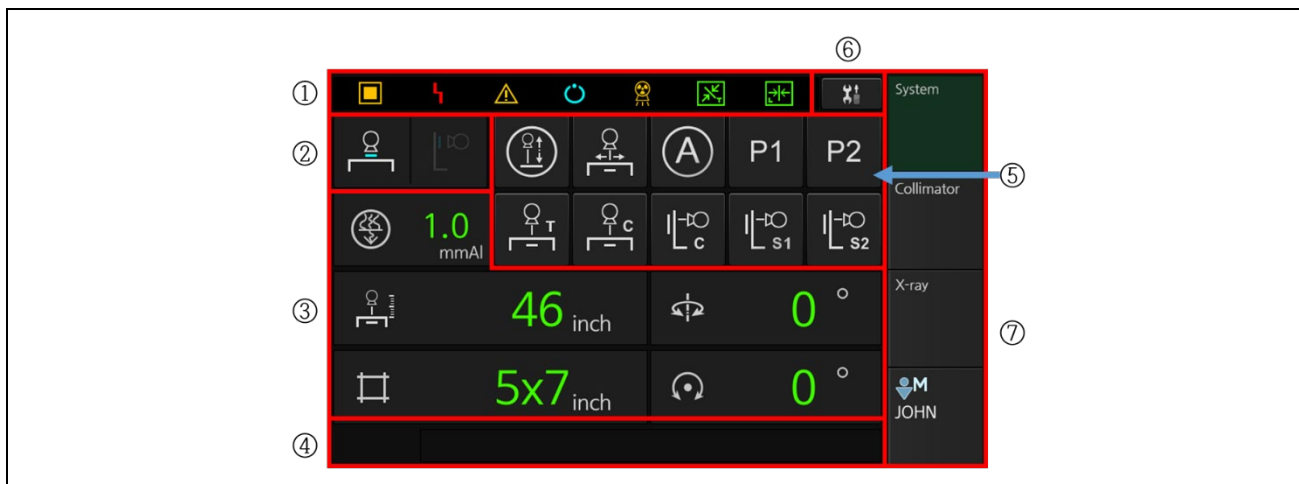 ⑥
① System
②
A P1 P2
⑤
Collimator
1.0
mmAl
T C C S1 S2
X-ray
③ 46 inch 0 °
⑦
5x7 inch 0 °
M
JOHN
④